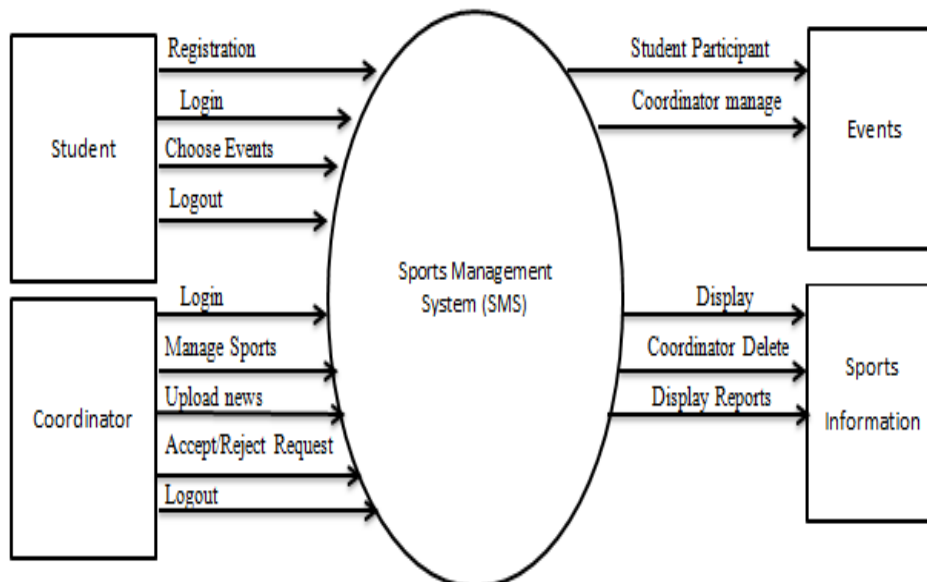 Student
Registration
Login
Choose Events
Logout
Coordinator
Login
Manage Sports
Upload news
Accept/Reject Request
Logout
Sports Management
System (SMS)
Student Participant
Coordinator manage
Events
Display
Coordinator Delete
Display Reports
Sports
Information